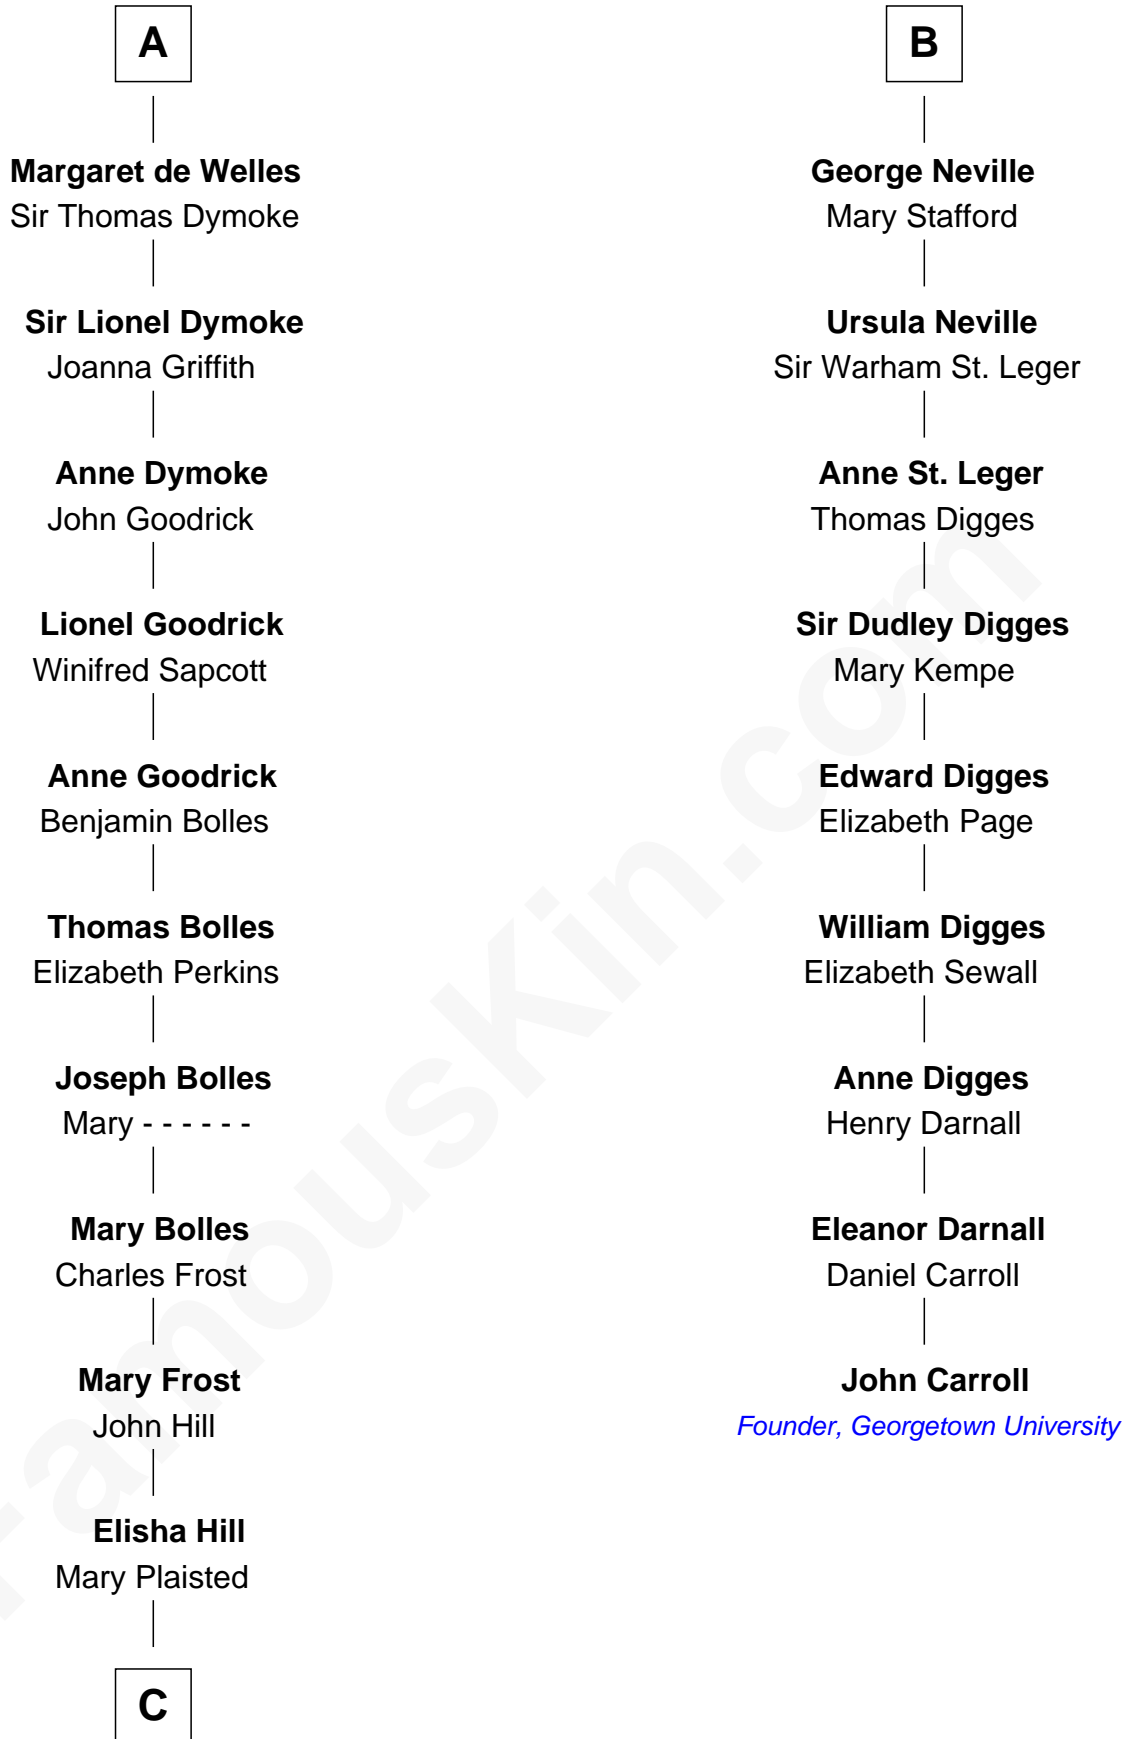 A
Margaret de Welles
Sir Thomas Dymoke
Sir Lionel Dymoke
Joanna Griffith
Anne Dymoke
John Goodrick
Lionel Goodrick
Winifred Sapcott
Anne Goodrick
Benjamin Bolles
Thomas Bolles
Elizabeth Perkins
Joseph Bolles
Mary - - - - - -
Mary Bolles
Charles Frost
Mary Frost
John Hill
Elisha Hill
Mary Plaisted
C
B
George Neville
Mary Stafford
Ursula Neville
Sir Warham St. Leger
Anne St. Leger
Thomas Digges
Sir Dudley Digges
Mary Kempe
Edward Digges
Elizabeth Page
William Digges
Elizabeth Sewall
Anne Digges
Henry Darnall
Eleanor Darnall
Daniel Carroll
John Carroll
Founder, Georgetown University
FamousKin.com